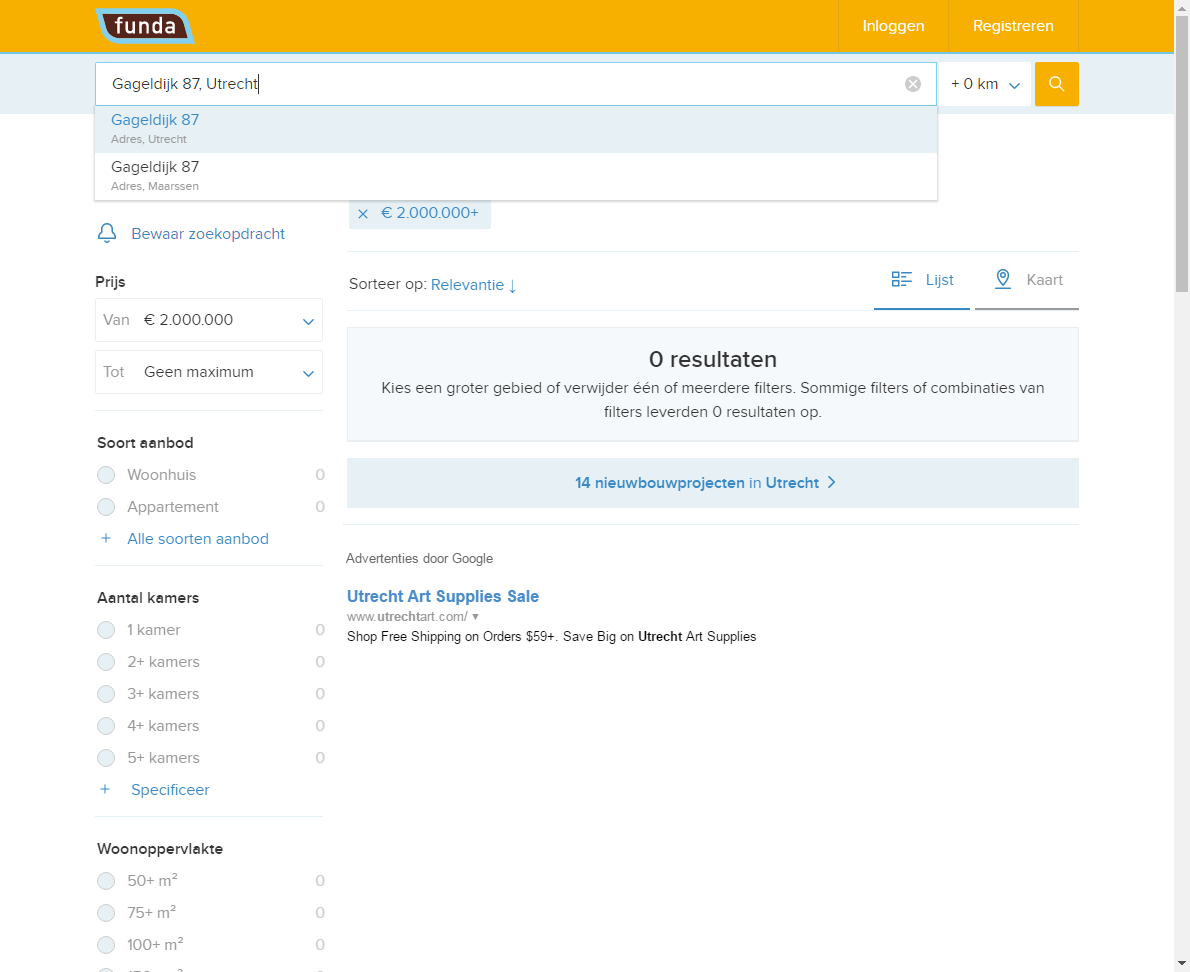 funda
Inloggen
Registreren
Gageldijk 87, Utrecht
+ 0 km
Gageldijk 87
Adres, Utrecht
Gageldijk 87
Adres, Maarssen
€ 2.000.000+
Bewaar zoekopdracht
Prijs
Van € 2.000.000
Tot Geen maximum
Soort aanbod
Woonhuis 0
Appartement 0
+ Alle soorten aanbod
Aantal kamers
1 kamer 0
2+ kamers 0
3+ kamers 0
4+ kamers 0
5+ kamers 0
+ Specificeer
Woonoppervlakte
50+ m² 0
75+ m² 0
100+ m² 0
Sorteer op: Relevantie ↓
Lijst
Kaart
0 resultaten
Kies een groter gebied of verwijder één of meerdere filters. Sommige filters of combinaties van
filters leverden 0 resultaten op.
14 nieuwbouwprojecten in Utrecht
Advertenties door Google
Utrecht Art Supplies Sale
www.utrechtart.com/ ▼
Shop Free Shipping on Orders $59+. Save Big on Utrecht Art Supplies